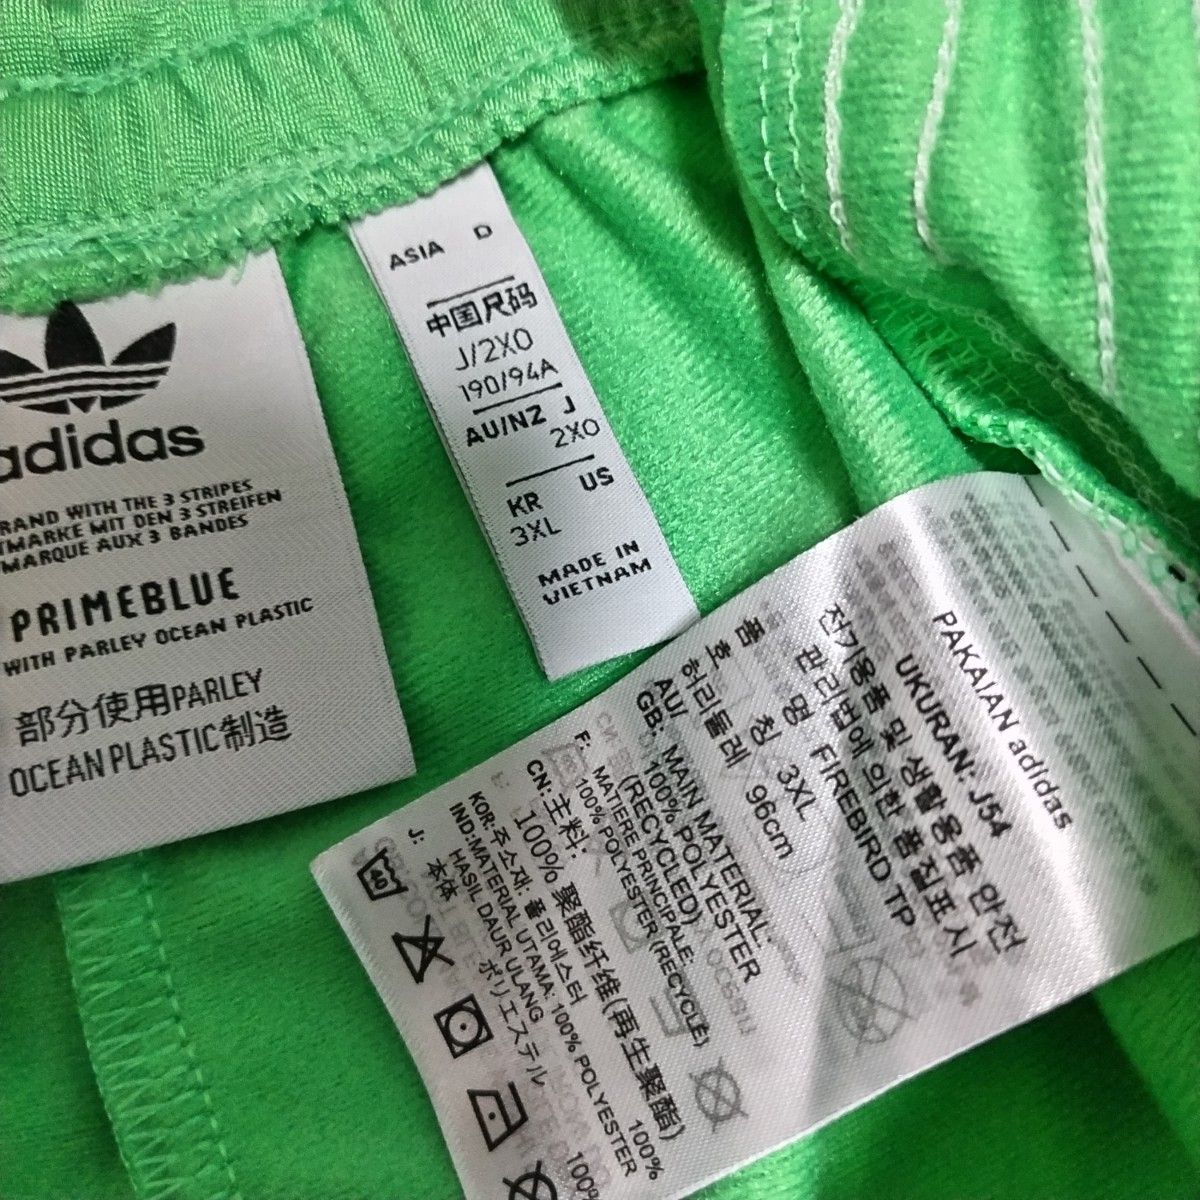 adidas
BRAND WITH THE 3 STRIPES
MARKE MIT DEN 3 STREIFEN
MARQUE AUX 3 BANDES
PRIMEBLUE
WITH PARLEY OCEAN PLASTIC
部分使用PARLEY
OCEAN PLASTIC制造
ASIA D
中国尺码
J/2XO
190/94A
AU/NZ J
2XO
US
KR
3XL
MADE IN
VIETNAM
PAKAIAN adidas
UKURAN: J54
전기용품 및 생활용품 안전
관리법에 의한 품질표시
품 명 FIREBIRD TP
호 칭 3XL
허리둘레 96cm
AU/
GB: MAIN MATERIAL:
100% POLYESTER
(RECYCLED)
F: MATIERE PRINCIPALE:
100% POLYESTER (RECYCLÉ)
CN: 主料:
100% 聚酯纤维(再生聚酯)
KOR: 주소재: 폴리에스터 100%
IND: MATERIAL UTAMA: 100% POLYESTER
HASIL DAUR ULANG
J: 本体 ポリエステル 100%
40